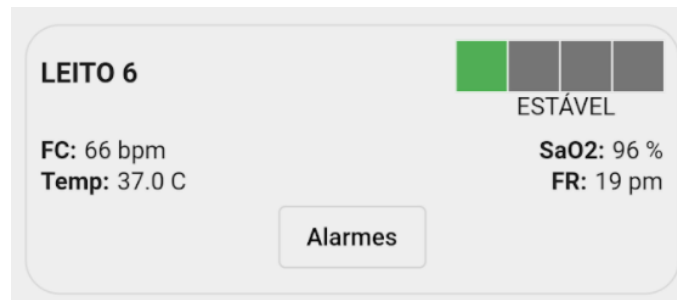 LEITO 6
ESTÁVEL
FC: 66 bpm
SaO2: 96 %
Temp: 37.0 C
FR: 19 pm
Alarmes